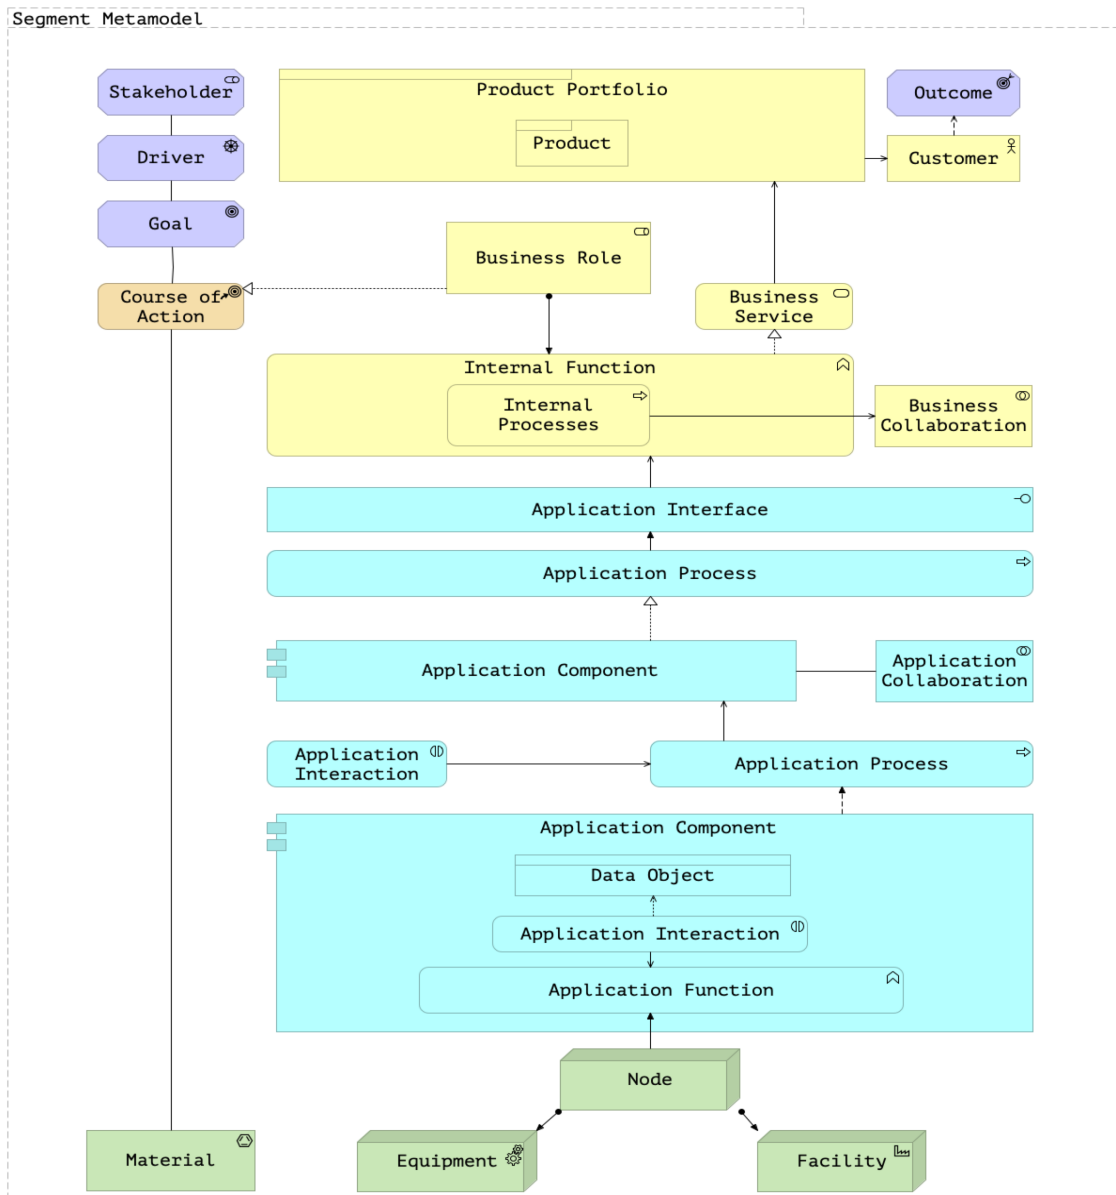 Segment Metamodel
Stakeholder
Product Portfolio
Outcome
Product
Driver
Customer
Goal
Business Role
Course of
Action
Business
Service
Internal Function
Internal
Processes
Business
Collaboration
Application Interface
Application Process
Application Component
Application
Collaboration
Application
Interaction
Application Process
Application Component
Data Object
Application Interaction
Application Function
Node
Material
Equipment
Facility